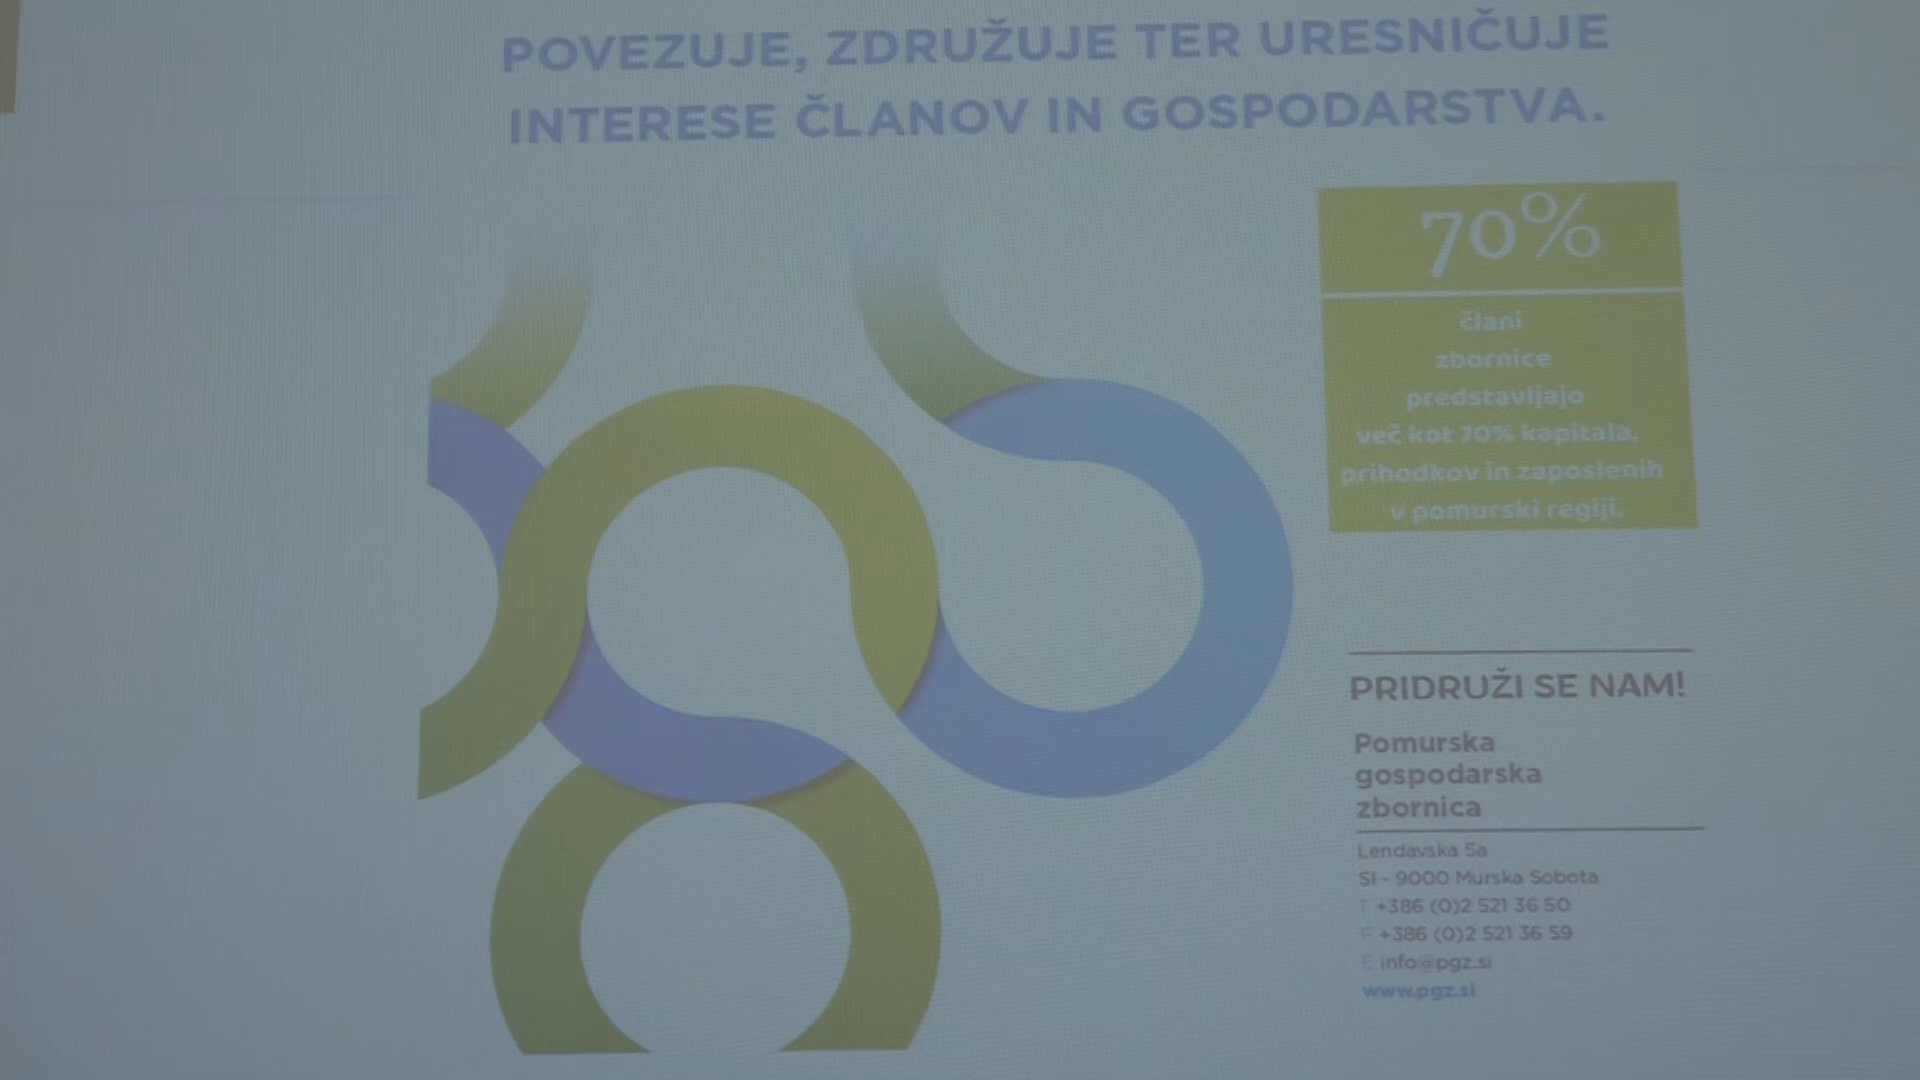 POVEZUJE, ZDRUŽUJE TER URESNIČUJE
INTERESE ČLANOV IN GOSPODARSTVA.
70%
člani
zbornice
predstavljajo
več kot 70% kapitala,
prihodkov in zaposlenih
v pomurski regiji.
PRIDRUŽI SE NAM!
Pomurska
gospodarska
zbornica
Lendavska 5a
SI - 9000 Murska Sobota
T +386 (0)2 521 36 50
F +386 (0)2 521 36 59
E info@pgz.si
www.pgz.si